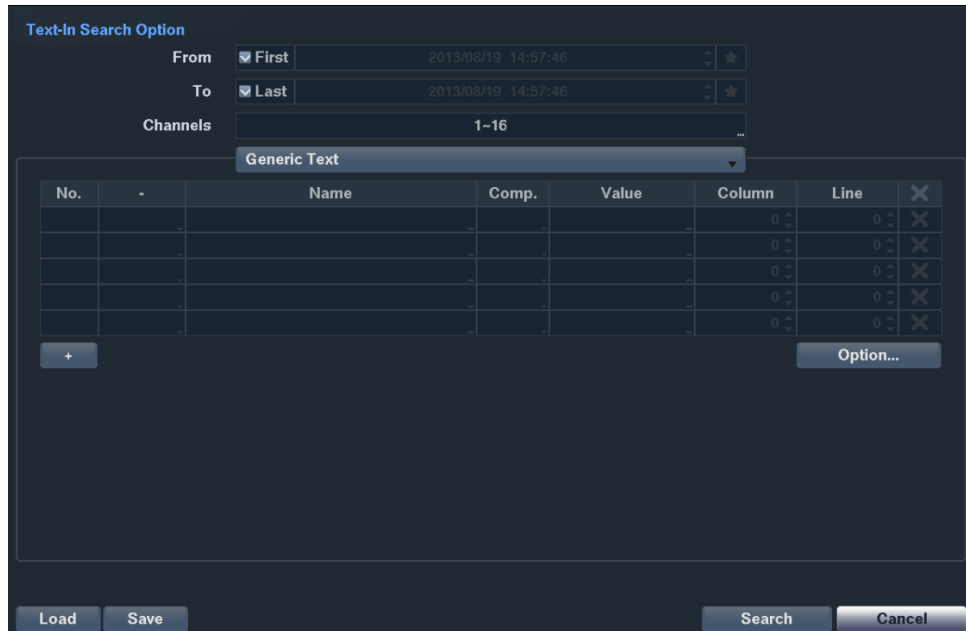 Text-In Search Option
From First 2013/08/19 14:57:46
To Last 2013/08/19 14:57:46
Channels 1~16 ...
Generic Text
No. - Name Comp. Value Column Line
0 0
0 0
0 0
0 0
0 0
+ Option...
Load Save Search Cancel